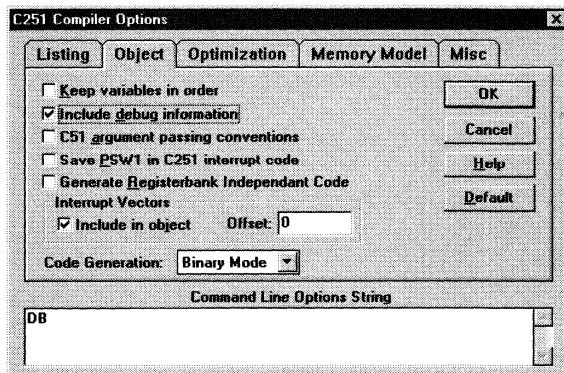 C251 Compiler Options
Listing Object Optimization Memory Model Misc
Keep variables in order
Include debug information
C51 argument passing conventions
Save PSW1 in C251 interrupt code
Generate Registerbank Independant Code
Interrupt Vectors
Include in object Offset: 0
Code Generation: Binary Mode
OK
Cancel
Help
Default
Command Line Options String
DB